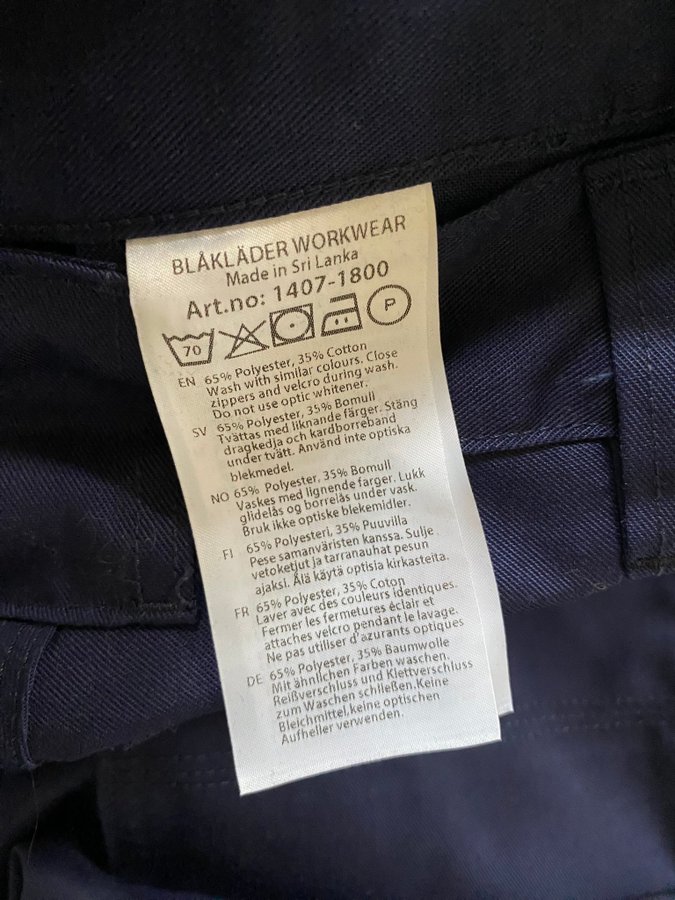 BLÅKLÄDER WORKWEAR
Made in Sri Lanka
Art.no: 1407-1800
70 P
EN 65% Polyester, 35% Cotton
Wash with similar colours. Close
zippers and velcro during wash.
Do not use optic whitener.
SV 65% Polyester, 35% Bomull
Tvättas med liknande färger. Stäng
dragkedja och kardborreband
under tvätt. Använd inte optiska
blekmedel.
NO 65% Polyester, 35% Bomull
Vaskes med lignende farger. Lukk
glidelås og borrelås under vask.
Bruk ikke optiske blekemidler.
FI 65% Polyesteri, 35% Puuvilla
Pese samanväristen kanssa. Sulje
vetoketjut ja tarranauhat pesun
ajaksi. Älä käytä optisia kirkasteita.
FR 65% Polyester, 35% Coton
Laver avec des couleurs identiques.
Fermer les fermetures éclair et
attaches velcro pendant le lavage.
Ne pas utiliser d'azurants optiques
DE 65% Polyester, 35% Baumwolle
Mit ähnlichen Farben waschen.
Reißverschluss und Klettverschluss
zum Waschen schließen.Keine
Bleichmittel,keine optischen
Aufheller verwenden.